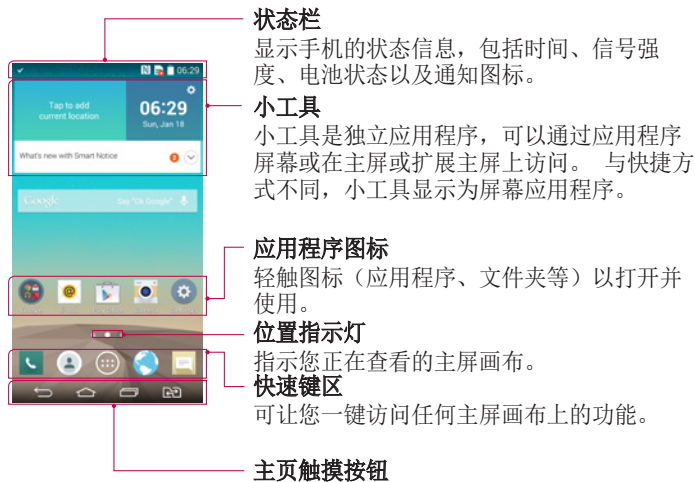 状态栏
显示手机的状态信息，包括时间、信号强
度、电池状态以及通知图标。
06:29
小工具
Tap to add
current location
06:29
Sun, Jan 18
What's new with Smart Notice
2
小工具是独立应用程序，可以通过应用程序
屏幕或在主屏或扩展主屏上访问。 与快捷方
式不同，小工具显示为屏幕应用程序。
Google
Say "Ok Google"
应用程序图标
轻触图标（应用程序、文件夹等）以打开并
使用。
位置指示灯
指示您正在查看的主屏画布。
快速键区
可让您一键访问任何主屏画布上的功能。
主页触摸按钮